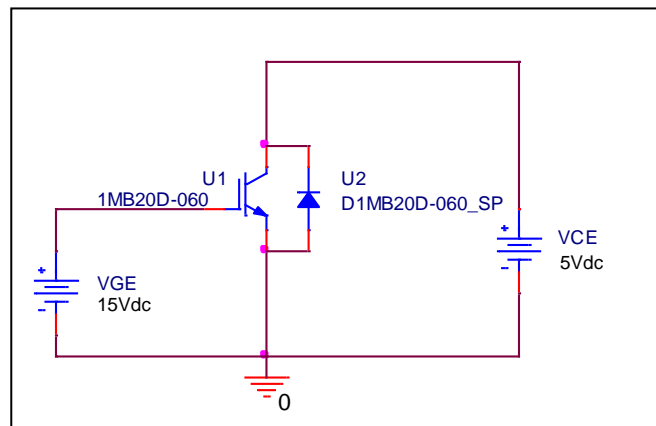 U1
1MB20D-060
U2
D1MB20D-060_SP
+
VGE
15Vdc
-
+
VCE
5Vdc
-
0